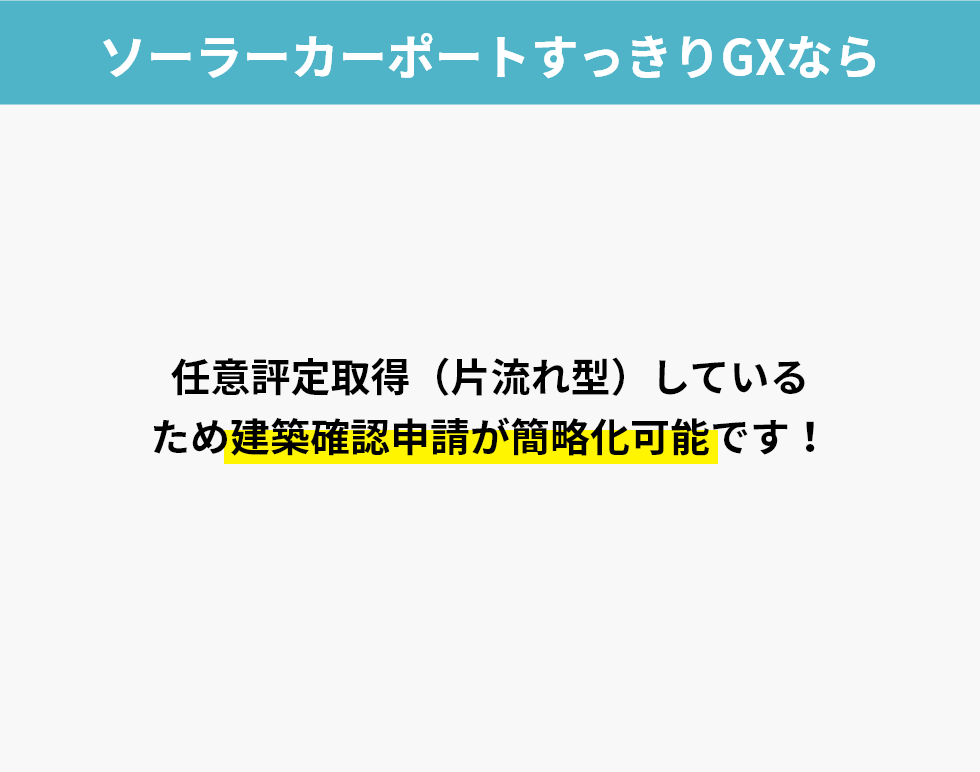 ソーラーカーポートすっきりGXなら
任意評定取得（片流れ型）している
ため建築確認申請が簡略化可能です！